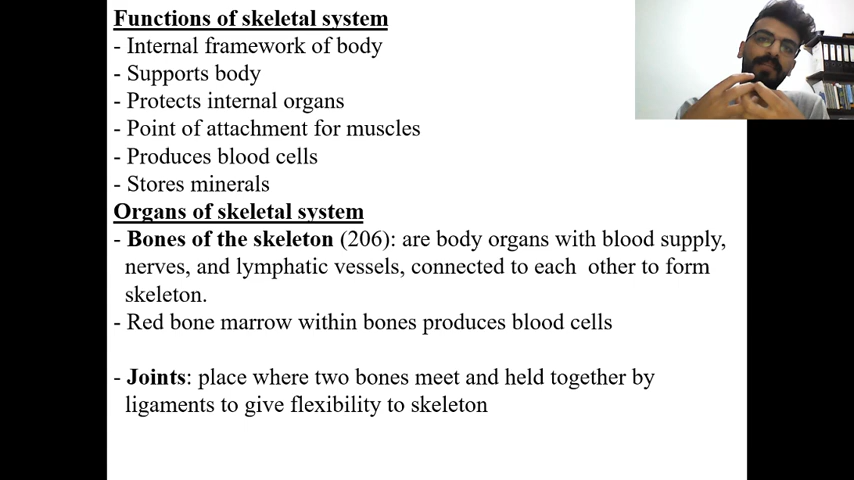 Functions of skeletal system
- Internal framework of body
- Supports body
- Protects internal organs
- Point of attachment for muscles
- Produces blood cells
- Stores minerals
Organs of skeletal system
- Bones of the skeleton (206): are body organs with blood supply,
nerves, and lymphatic vessels, connected to each other to form
skeleton.
- Red bone marrow within bones produces blood cells
- Joints: place where two bones meet and held together by
ligaments to give flexibility to skeleton